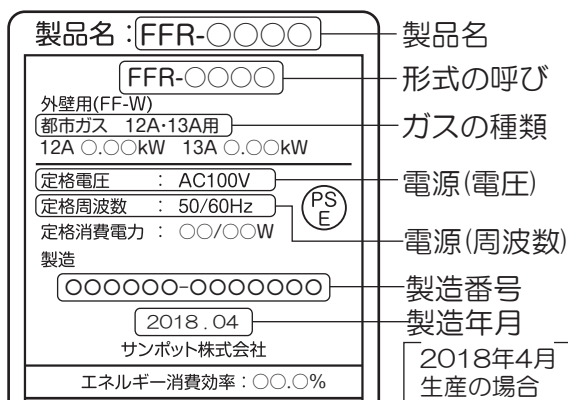 製品名：FFR-○○○○
製品名
FFR-○○○○
形式の呼び
外壁用(FF-W)
都市ガス　12A・13A用
ガスの種類
12A ○.○○kW　13A ○.○○kW
定格電圧　：　AC100V
電源(電圧)
定格周波数　：　50/60Hz
電源(周波数)
PS
E
定格消費電力　：　○○/○○W
製造
○○○○○○-○○○○○○○
製造番号
2018.04
製造年月
サンポット株式会社
2018年4月
生産の場合
エネルギー消費効率：○○.○%